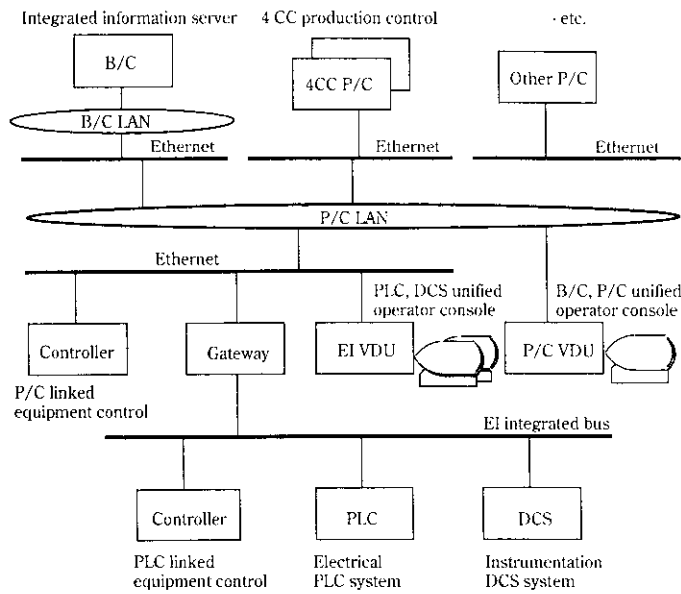 Integrated information server
4 CC production control
· etc.
B/C
4CC P/C
Other P/C
B/C LAN
Ethernet
Ethernet
Ethernet
P/C LAN
Ethernet
PLC, DCS unified
operator console
B/C, P/C unified
operator console
Controller
Gateway
EI VDU
P/C VDU
P/C linked
equipment control
EI integrated bus
Controller
PLC
DCS
PLC linked
equipment control
Electrical
PLC system
Instrumentation
DCS system